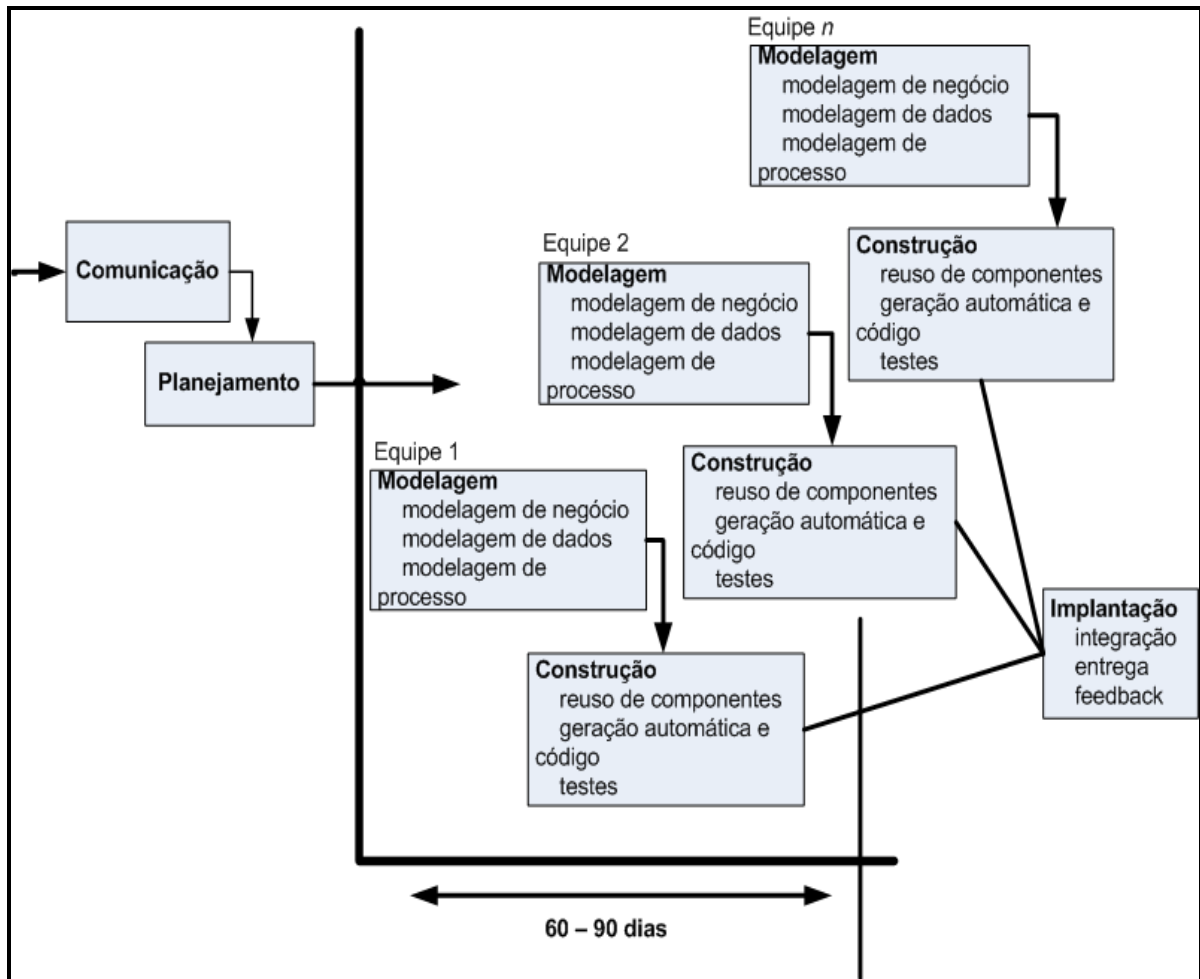 Equipe n
Modelagem
modelagem de negócio
modelagem de dados
modelagem de
processo
Construção
reuso de componentes
geração automática e
código
testes
Equipe 2
Modelagem
modelagem de negócio
modelagem de dados
modelagem de
processo
Construção
reuso de componentes
geração automática e
código
testes
Comunicação
Planejamento
Equipe 1
Modelagem
modelagem de negócio
modelagem de dados
modelagem de
processo
Construção
reuso de componentes
geração automática e
código
testes
Implantação
integração
entrega
feedback
60 – 90 dias